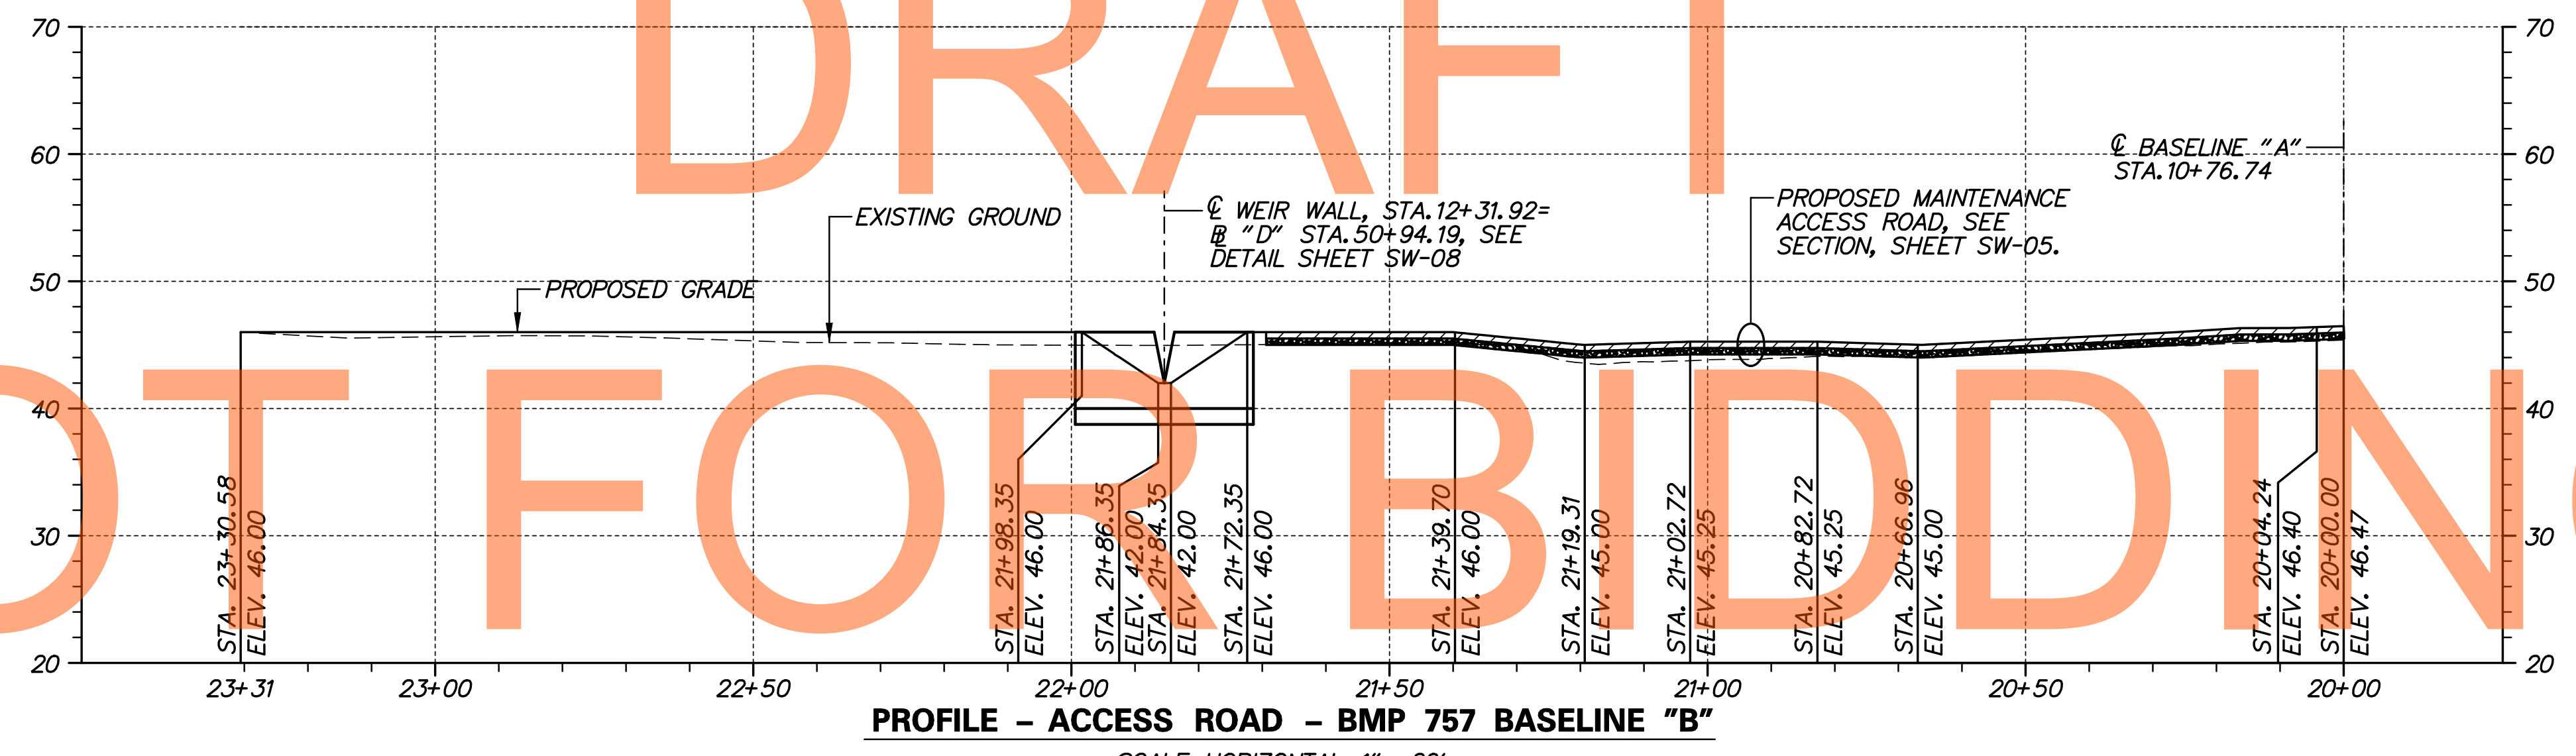 DRAFT
NOT FOR BIDDING
70
60
50
40
30
20
70
60
50
40
30
20
℄ BASELINE "A"
STA.10+76.74
EXISTING GROUND
℄ WEIR WALL, STA.12+31.92=
BL "D" STA.50+94.19, SEE
DETAIL SHEET SW-08
PROPOSED MAINTENANCE
ACCESS ROAD, SEE
SECTION, SHEET SW-05.
PROPOSED GRADE
STA. 23+30.58
ELEV. 46.00
STA. 21+98.35
ELEV. 46.00
STA. 21+86.35
ELEV. 42.00
STA. 21+84.35
ELEV. 42.00
STA. 21+72.35
ELEV. 46.00
STA. 21+39.70
ELEV. 46.00
STA. 21+19.31
ELEV. 45.00
STA. 21+02.72
ELEV. 45.25
STA. 20+82.72
ELEV. 45.25
STA. 20+66.96
ELEV. 45.00
STA. 20+04.24
ELEV. 46.40
STA. 20+00.00
ELEV. 46.47
23+31
23+00
22+50
22+00
21+50
21+00
20+50
20+00
PROFILE - ACCESS ROAD - BMP 757 BASELINE "B"